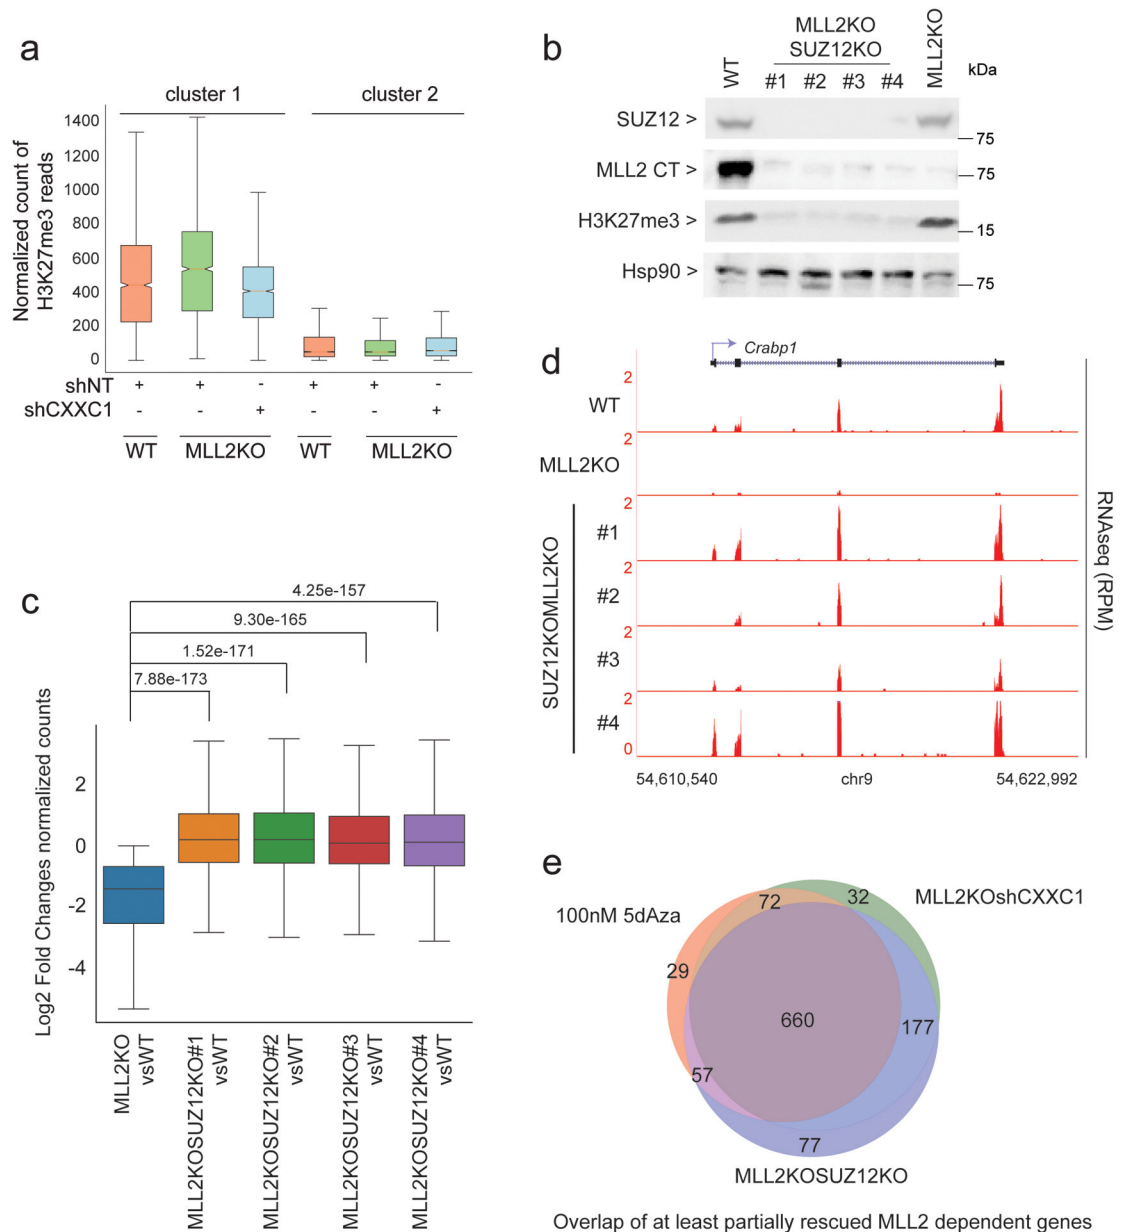 a
cluster 1
cluster 2
Normalized count of
H3K27me3 reads
1400
1200
1000
800
600
400
200
0
shNT + + - + + -
shCXXC1 - - + - - +
WT MLL2KO WT MLL2KO
b
MLL2KO
SUZ12KO
WT #1 #2 #3 #4 MLL2KO kDa
SUZ12 >
75
MLL2 CT >
75
H3K27me3 >
15
Hsp90 >
75
c
4.25e-157
9.30e-165
1.52e-171
7.88e-173
Log2 Fold Changes normalized counts
2
0
-2
-4
MLL2KO
vsWT
MLL2KOSUZ12KO#1
vsWT
MLL2KOSUZ12KO#2
vsWT
MLL2KOSUZ12KO#3
vsWT
MLL2KOSUZ12KO#4
vsWT
d
Crabp1
2
WT
2
MLL2KO
2
SUZ12KOMLL2KO
#1
2
#2
2
#3
2
#4
0
RNAseq (RPM)
54,610,540 chr9 54,622,992
e
100nM 5dAza
MLL2KOshCXXC1
72
32
29
660
177
57
77
MLL2KOSUZ12KO
Overlap of at least partially rescued MLL2 dependent genes